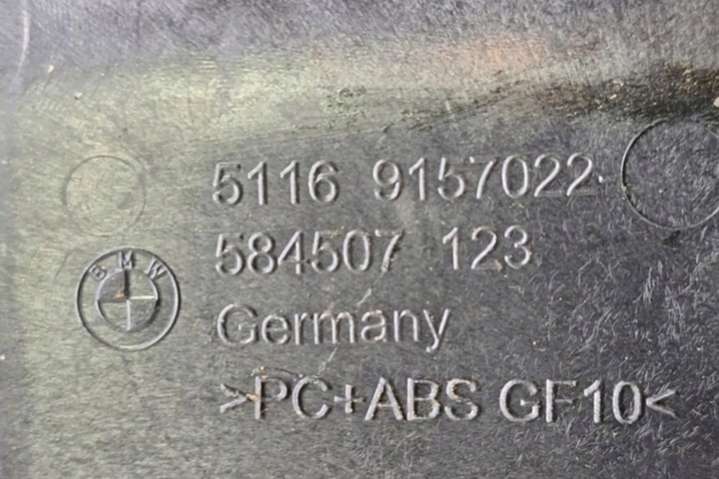 5116 9157022
584507 123
BMW
Germany
>PC+ABS GF10<